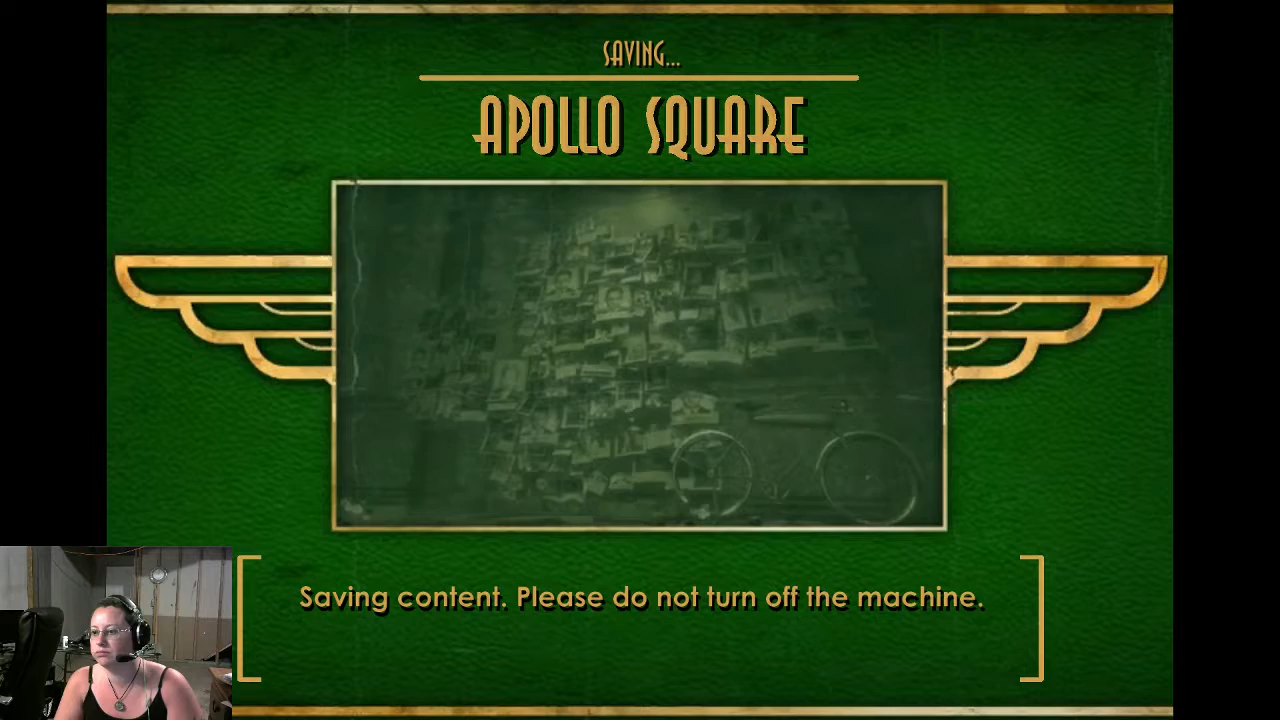 SAVING...
APOLLO SQUARE
Saving content. Please do not turn off the machine.